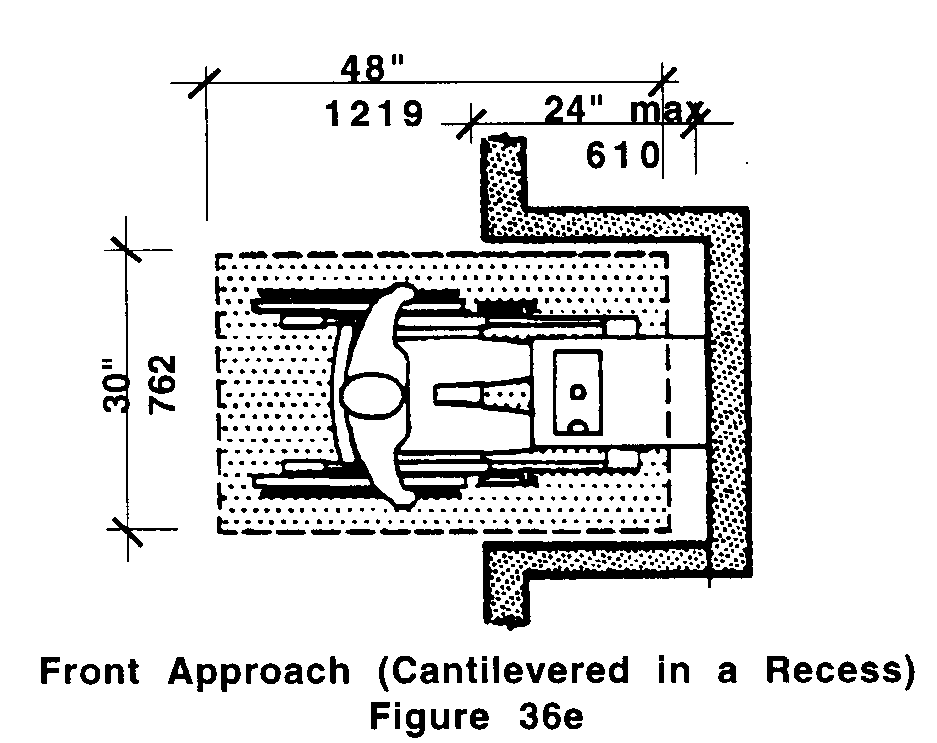 48"
1219
24" max
610
30"
762
Front Approach (Cantilevered in a Recess)
Figure 36e